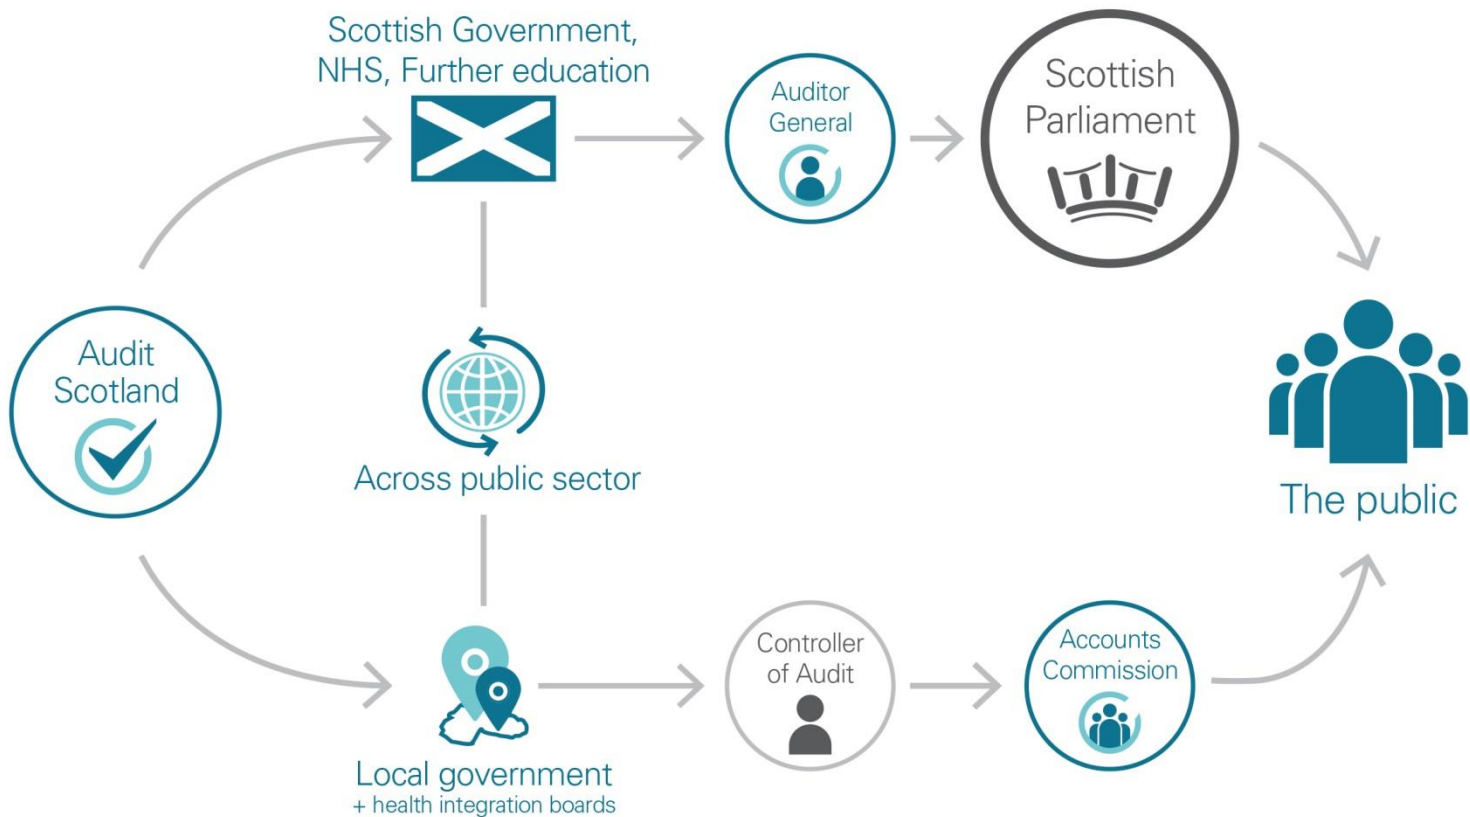 Scottish Government,
NHS, Further education
Auditor
General
Scottish
Parliament
Audit
Scotland
Across public sector
The public
Controller
of Audit
Accounts
Commission
Local government
+ health integration boards